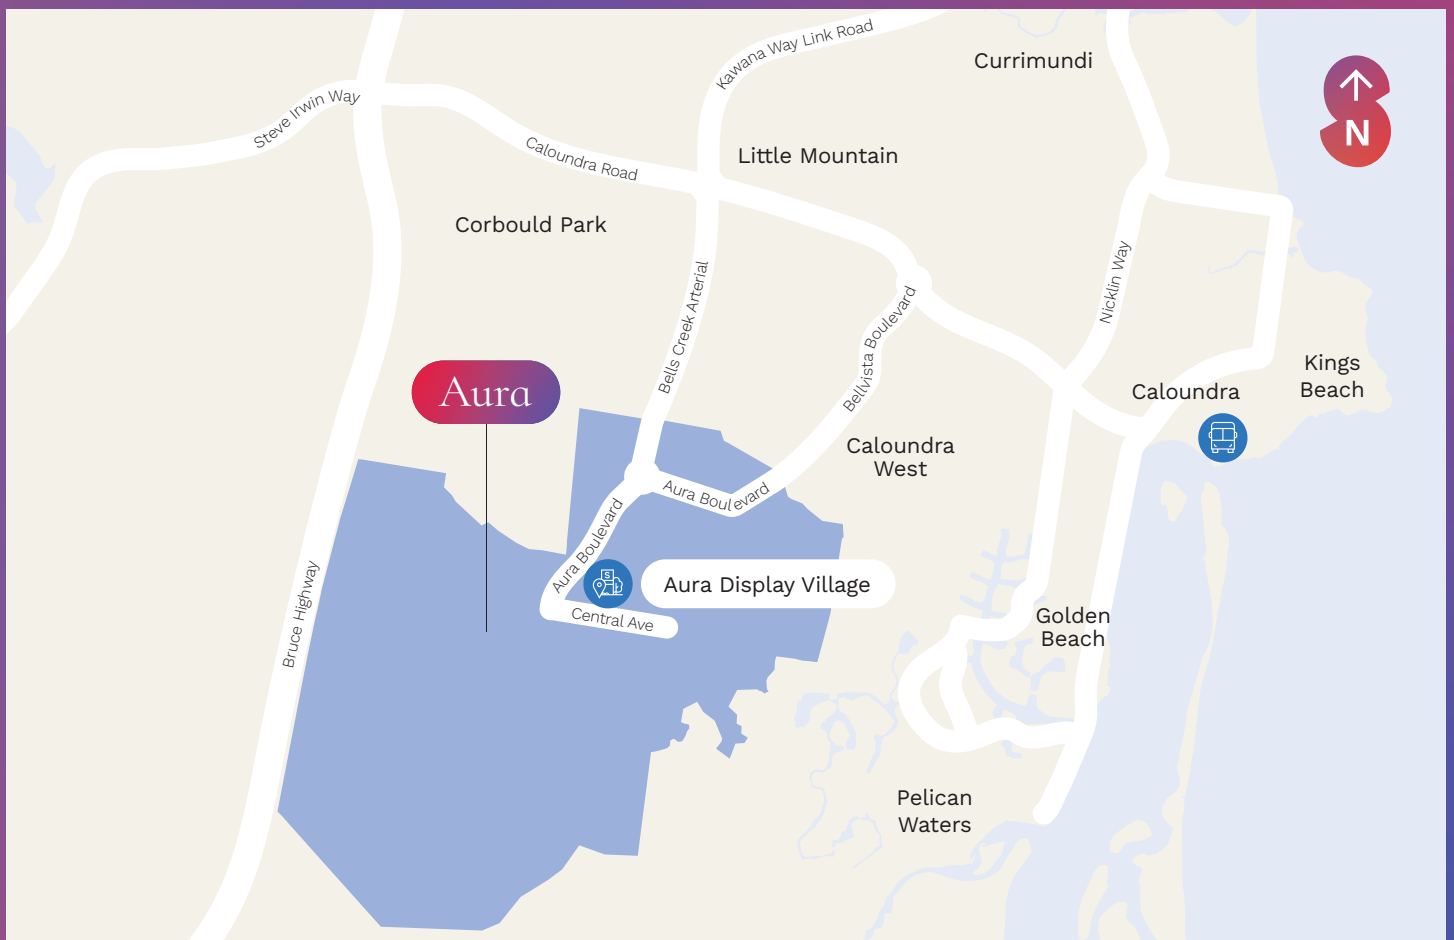 Kawana Way Link Road
Currimundi
Steve Irwin Way
Caloundra Road
Little Mountain
N
Corbould Park
Bells Creek Arterial
Nicklin Way
Bellvista Boulevard
Aura
Kings
Beach
Caloundra
Caloundra
West
Aura Boulevard
Aura Boulevard
S
Aura Display Village
Central Ave
Bruce Highway
Golden
Beach
Pelican
Waters